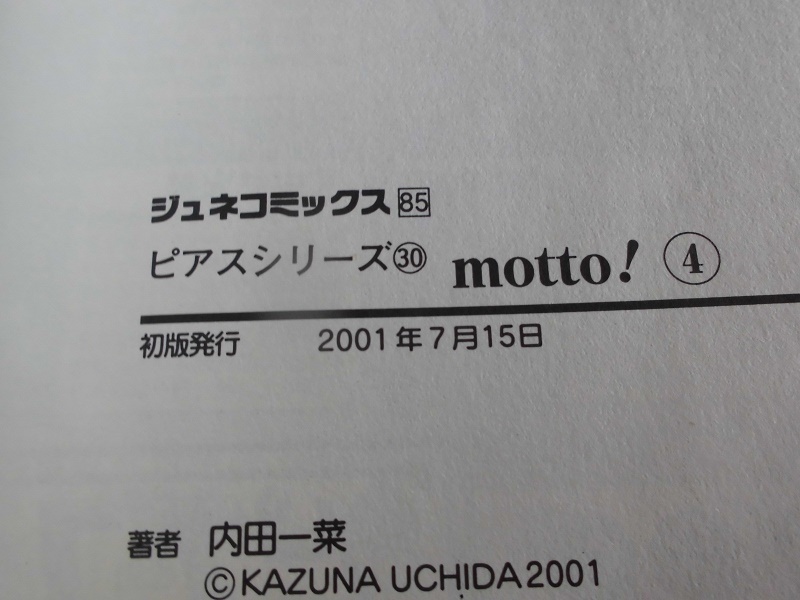 ジュネコミックス85
ピアスシリーズ㉚ motto! ④
初版発行 2001年7月15日
著者 内田一菜
©KAZUNA UCHIDA2001